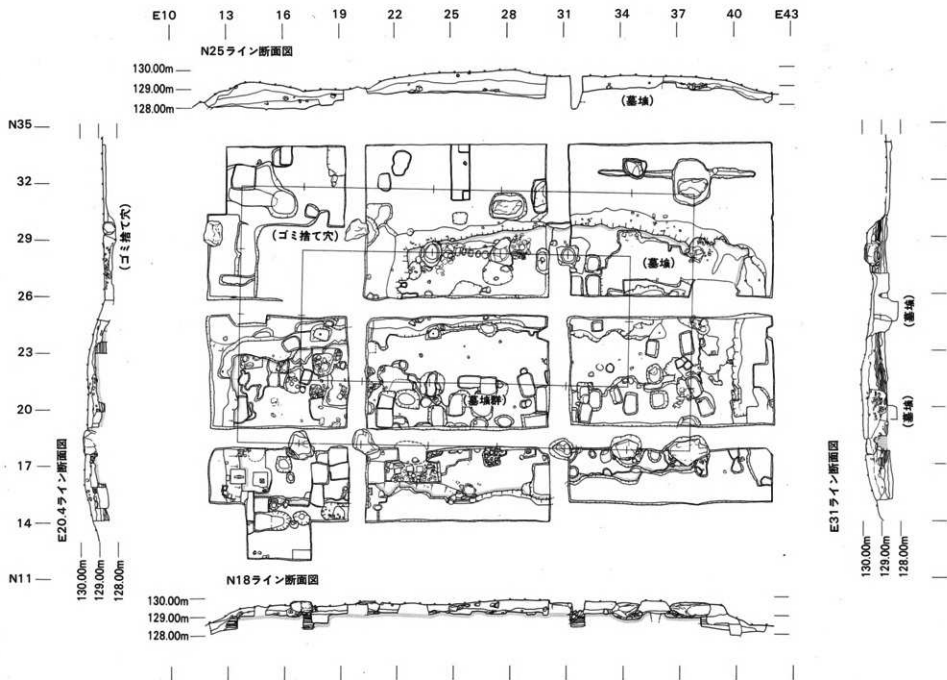 E10 13 16 19 22 25 28 31 34 37 40 E43
N25ライン断面図
130.00m
129.00m
128.00m
(墓壙)
N35
32
29
26
23
20
17
14
N11
(ゴミ捨て穴)
E20.4ライン断面図
130.00m
129.00m
128.00m
(ゴミ捨て穴)
(墓壙)
(墓壙群)
(墓壙)
(墓壙)
E31ライン断面図
130.00m
129.00m
128.00m
N18ライン断面図
130.00m
129.00m
128.00m